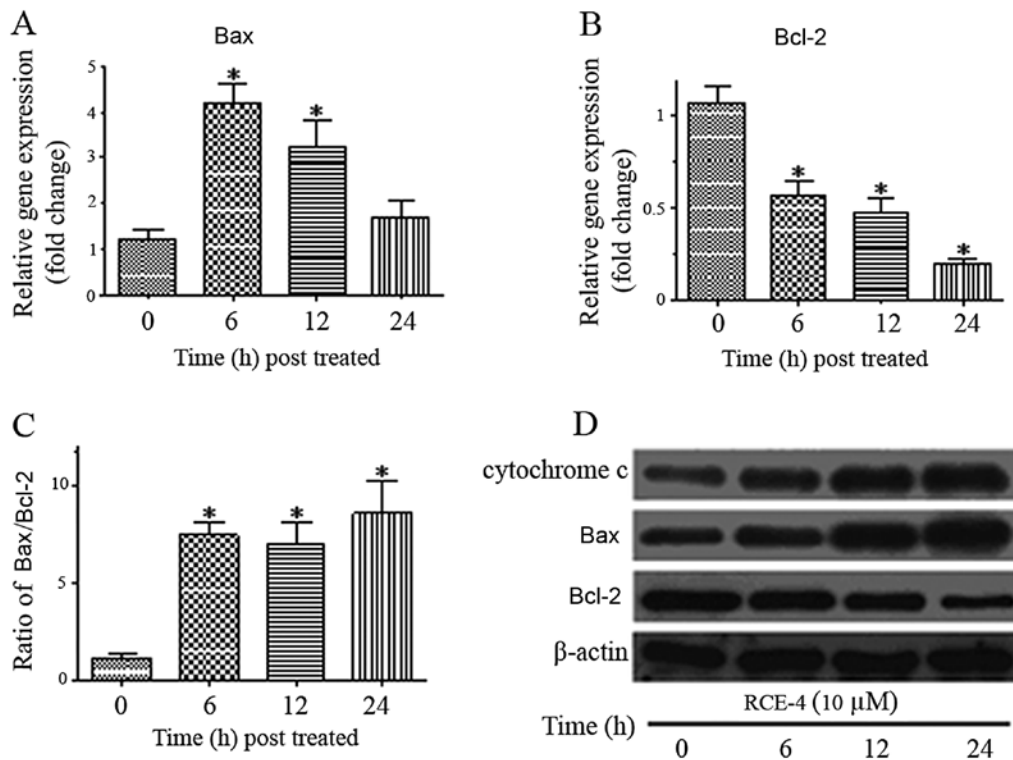 A
Bax
Relative gene expression
(fold change)
5
4
3
2
1
0
*
*
0 6 12 24
Time (h) post treated
B
Bcl-2
Relative gene expression
(fold change)
1
0.5
0
*
*
*
0 6 12 24
Time (h) post treated
C
Ratio of Bax/Bcl-2
10
5
0
*
*
*
0 6 12 24
Time (h) post treated
D
cytochrome c
Bax
Bcl-2
β-actin
RCE-4 (10 μM)
Time (h)
0 6 12 24